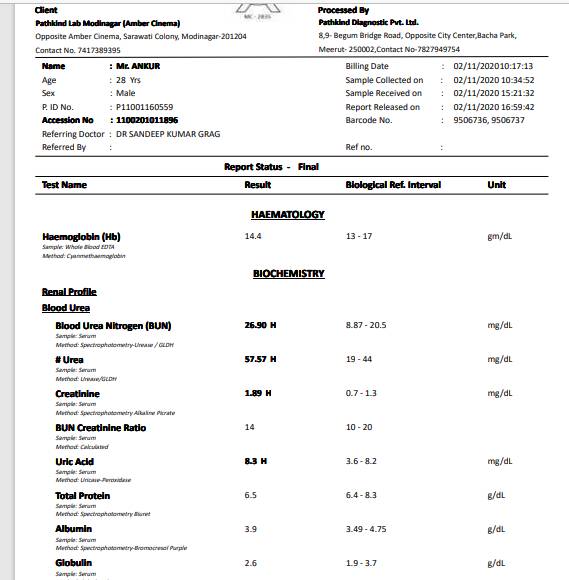 MC - 2835
Client Processed By
Pathkind Lab Modinagar (Amber Cinema) Pathkind Diagnostic Pvt. Ltd.
Opposite Amber Cinema, Sarawati Colony, Modinagar-201204 8,9- Begum Bridge Road, Opposite City Center,Bacha Park,
Contact No. 7417389395 Meerut- 250002,Contact No-7827949754
Name : Mr. ANKUR Billing Date : 02/11/202010:17:13
Age : 28 Yrs Sample Collected on : 02/11/2020 10:34:52
Sex : Male Sample Received on : 02/11/2020 15:21:32
P. ID No. : P11001160559 Report Released on : 02/11/2020 16:59:42
Accession No : 1100201011896 Barcode No. : 9506736, 9506737
Referring Doctor : DR SANDEEP KUMAR GRAG
Referred By : Ref no. :
Report Status - Final
Test Name Result Biological Ref. Interval Unit
HAEMATOLOGY
Haemoglobin (Hb) 14.4 13 - 17 gm/dL
Sample: Whole Blood EDTA
Method: Cyanmethaemoglobin
BIOCHEMISTRY
Renal Profile
Blood Urea
Blood Urea Nitrogen (BUN) 26.90 H 8.87 - 20.5 mg/dL
Sample: Serum
Method: Spectrophotometry-Urease / GLDH
# Urea 57.57 H 19 - 44 mg/dL
Sample: Serum
Method: Urease/GLDH
Creatinine 1.89 H 0.7 - 1.3 mg/dL
Sample: Serum
Method: Spectrophotometry Alkaline Picrate
BUN Creatinine Ratio 14 10 - 20
Sample: Serum
Method: Calculated
Uric Acid 8.3 H 3.6 - 8.2 mg/dL
Sample: Serum
Method: Uricase-Peroxidase
Total Protein 6.5 6.4 - 8.3 g/dL
Sample: Serum
Method: Spectrophotometry Biuret
Albumin 3.9 3.49 - 4.75 g/dL
Sample: Serum
Method: Spectrophotometry-Bromocresol Purple
Globulin 2.6 1.9 - 3.7 g/dL
Sample: Serum